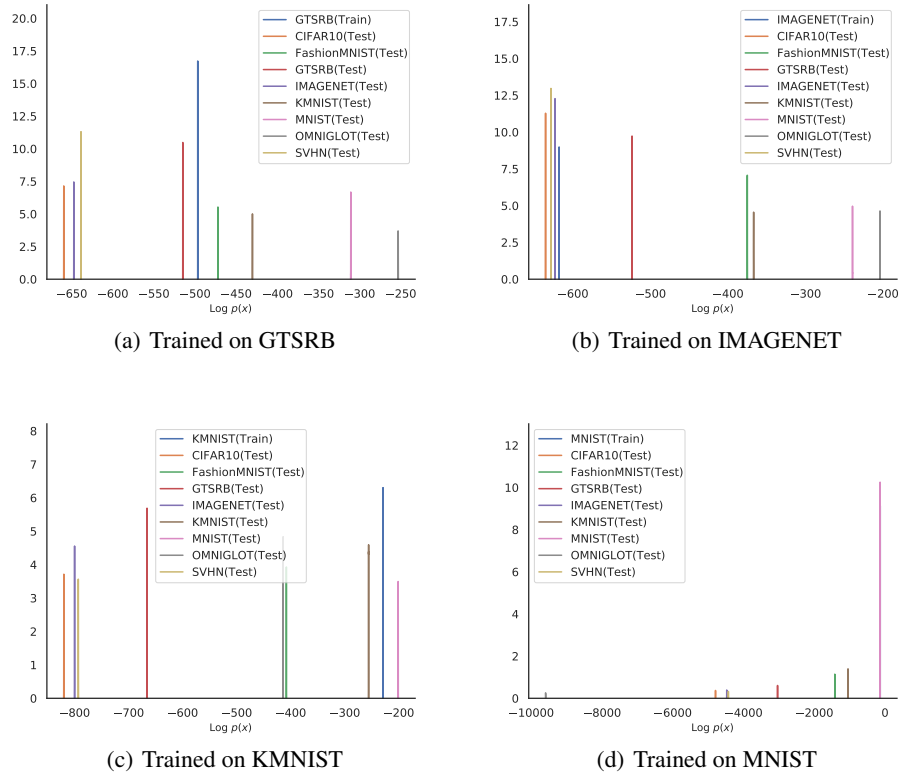 20.0
17.5
15.0
12.5
10.0
7.5
5.0
2.5
0.0
GTSRB(Train)
CIFAR10(Test)
FashionMNIST(Test)
GTSRB(Test)
IMAGENET(Test)
KMNIST(Test)
MNIST(Test)
OMNIGLOT(Test)
SVHN(Test)
−650 −600 −550 −500 −450 −400 −350 −300 −250
Log p(x)
(a) Trained on GTSRB
17.5
15.0
12.5
10.0
7.5
5.0
2.5
0.0
IMAGENET(Train)
CIFAR10(Test)
FashionMNIST(Test)
GTSRB(Test)
IMAGENET(Test)
KMNIST(Test)
MNIST(Test)
OMNIGLOT(Test)
SVHN(Test)
−600 −500 −400 −300 −200
Log p(x)
(b) Trained on IMAGENET
8
7
6
5
4
3
2
1
0
KMNIST(Train)
CIFAR10(Test)
FashionMNIST(Test)
GTSRB(Test)
IMAGENET(Test)
KMNIST(Test)
MNIST(Test)
OMNIGLOT(Test)
SVHN(Test)
−800 −700 −600 −500 −400 −300 −200
Log p(x)
(c) Trained on KMNIST
12
10
8
6
4
2
0
MNIST(Train)
CIFAR10(Test)
FashionMNIST(Test)
GTSRB(Test)
IMAGENET(Test)
KMNIST(Test)
MNIST(Test)
OMNIGLOT(Test)
SVHN(Test)
−10000 −8000 −6000 −4000 −2000 0
Log p(x)
(d) Trained on MNIST